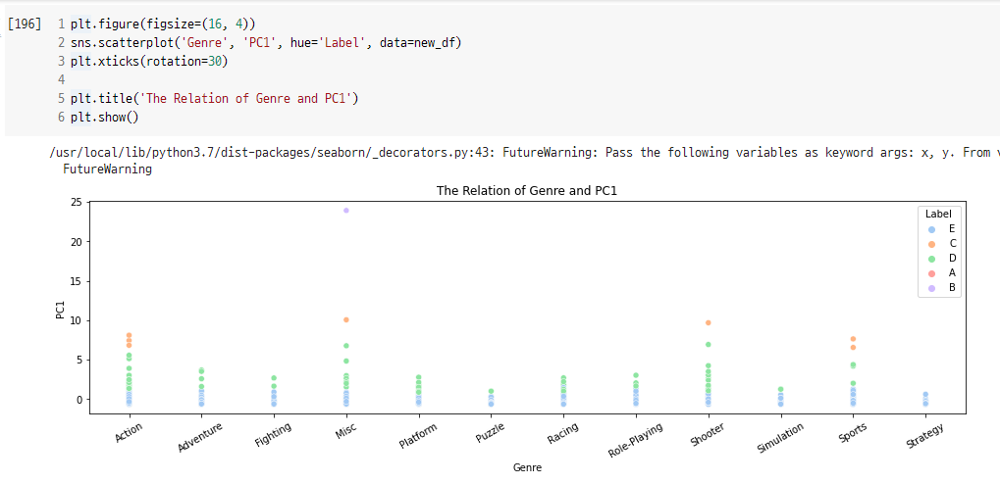 [196] 1 plt.figure(figsize=(16, 4))
2 sns.scatterplot('Genre', 'PC1', hue='Label', data=new_df)
3 plt.xticks(rotation=30)
4
5 plt.title('The Relation of Genre and PC1')
6 plt.show()
/usr/local/lib/python3.7/dist-packages/seaborn/_decorators.py:43: FutureWarning: Pass the following variables as keyword args: x, y. From
FutureWarning
The Relation of Genre and PC1
25
20
15
10
5
0
PC1
Label
E
C
D
A
B
Action Adventure Fighting Misc Platform Puzzle Racing Role-Playing Shooter Simulation Sports Strategy
Genre